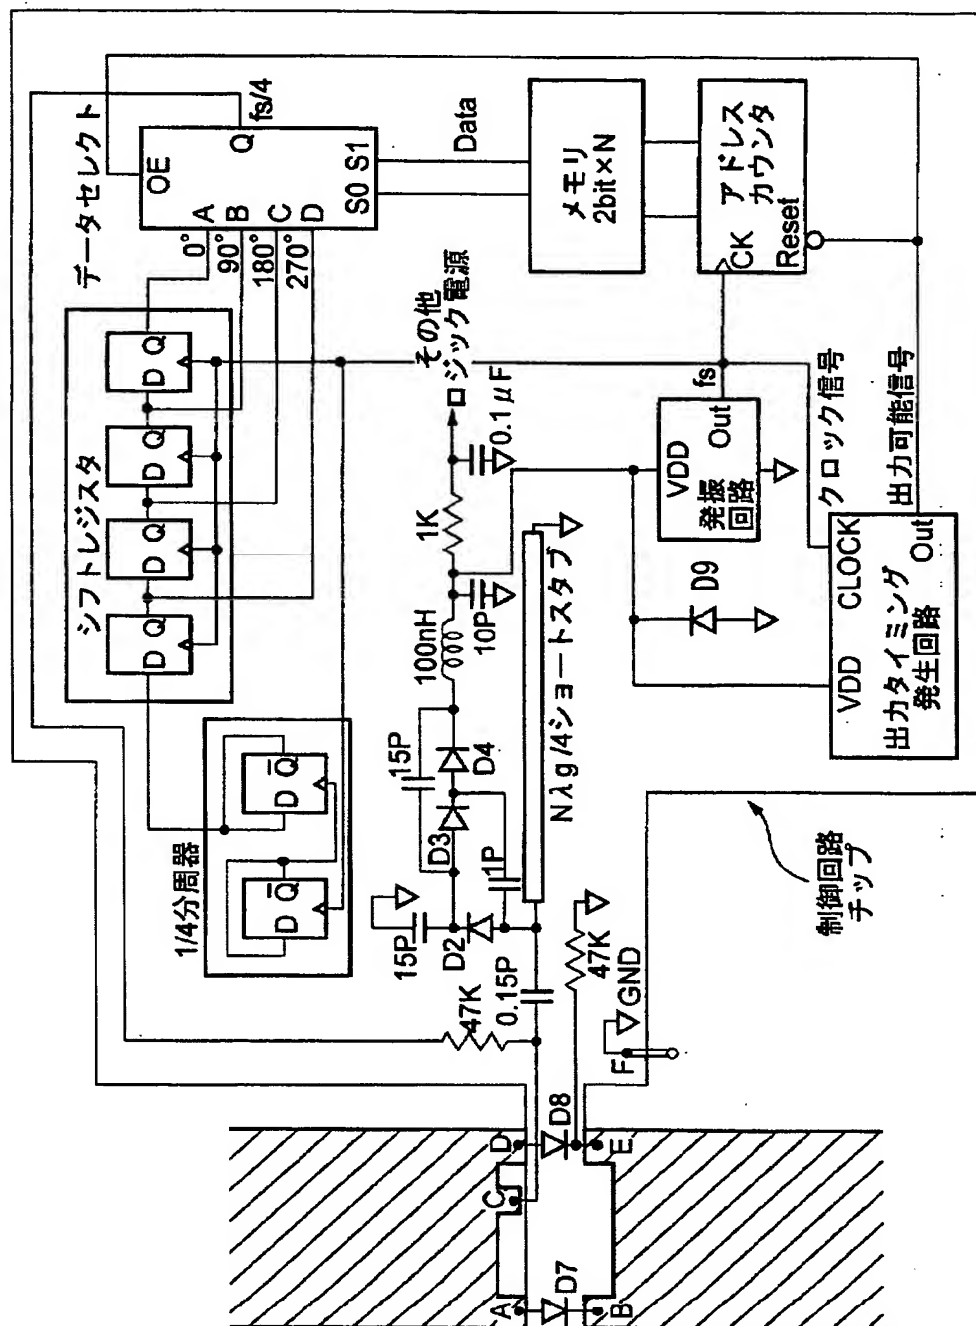 データセレクト
OE
Q
fs/4
A
B
C
D
0°
90°
180°
270°
S0 S1
Data
メモリ
2bit×N
アドレス
カウンタ
CK
Reset
シフトレジスタ
D Q
D Q
D Q
D Q
1/4分周器
D Q̅
D Q̅
その他
ロジック電源
0.1μF
1K
10P
100nH
15P
D4
D3
1P
15P
D2
47K
0.15P
Nλg/4ショートスタブ
47K
fs
Out
VDD
発振
回路
D9
クロック信号
出力可能信号
VDD
CLOCK
Out
出力タイミング
発生回路
制御回路
チップ
GND
F
D
D8
E
C
A
D7
B